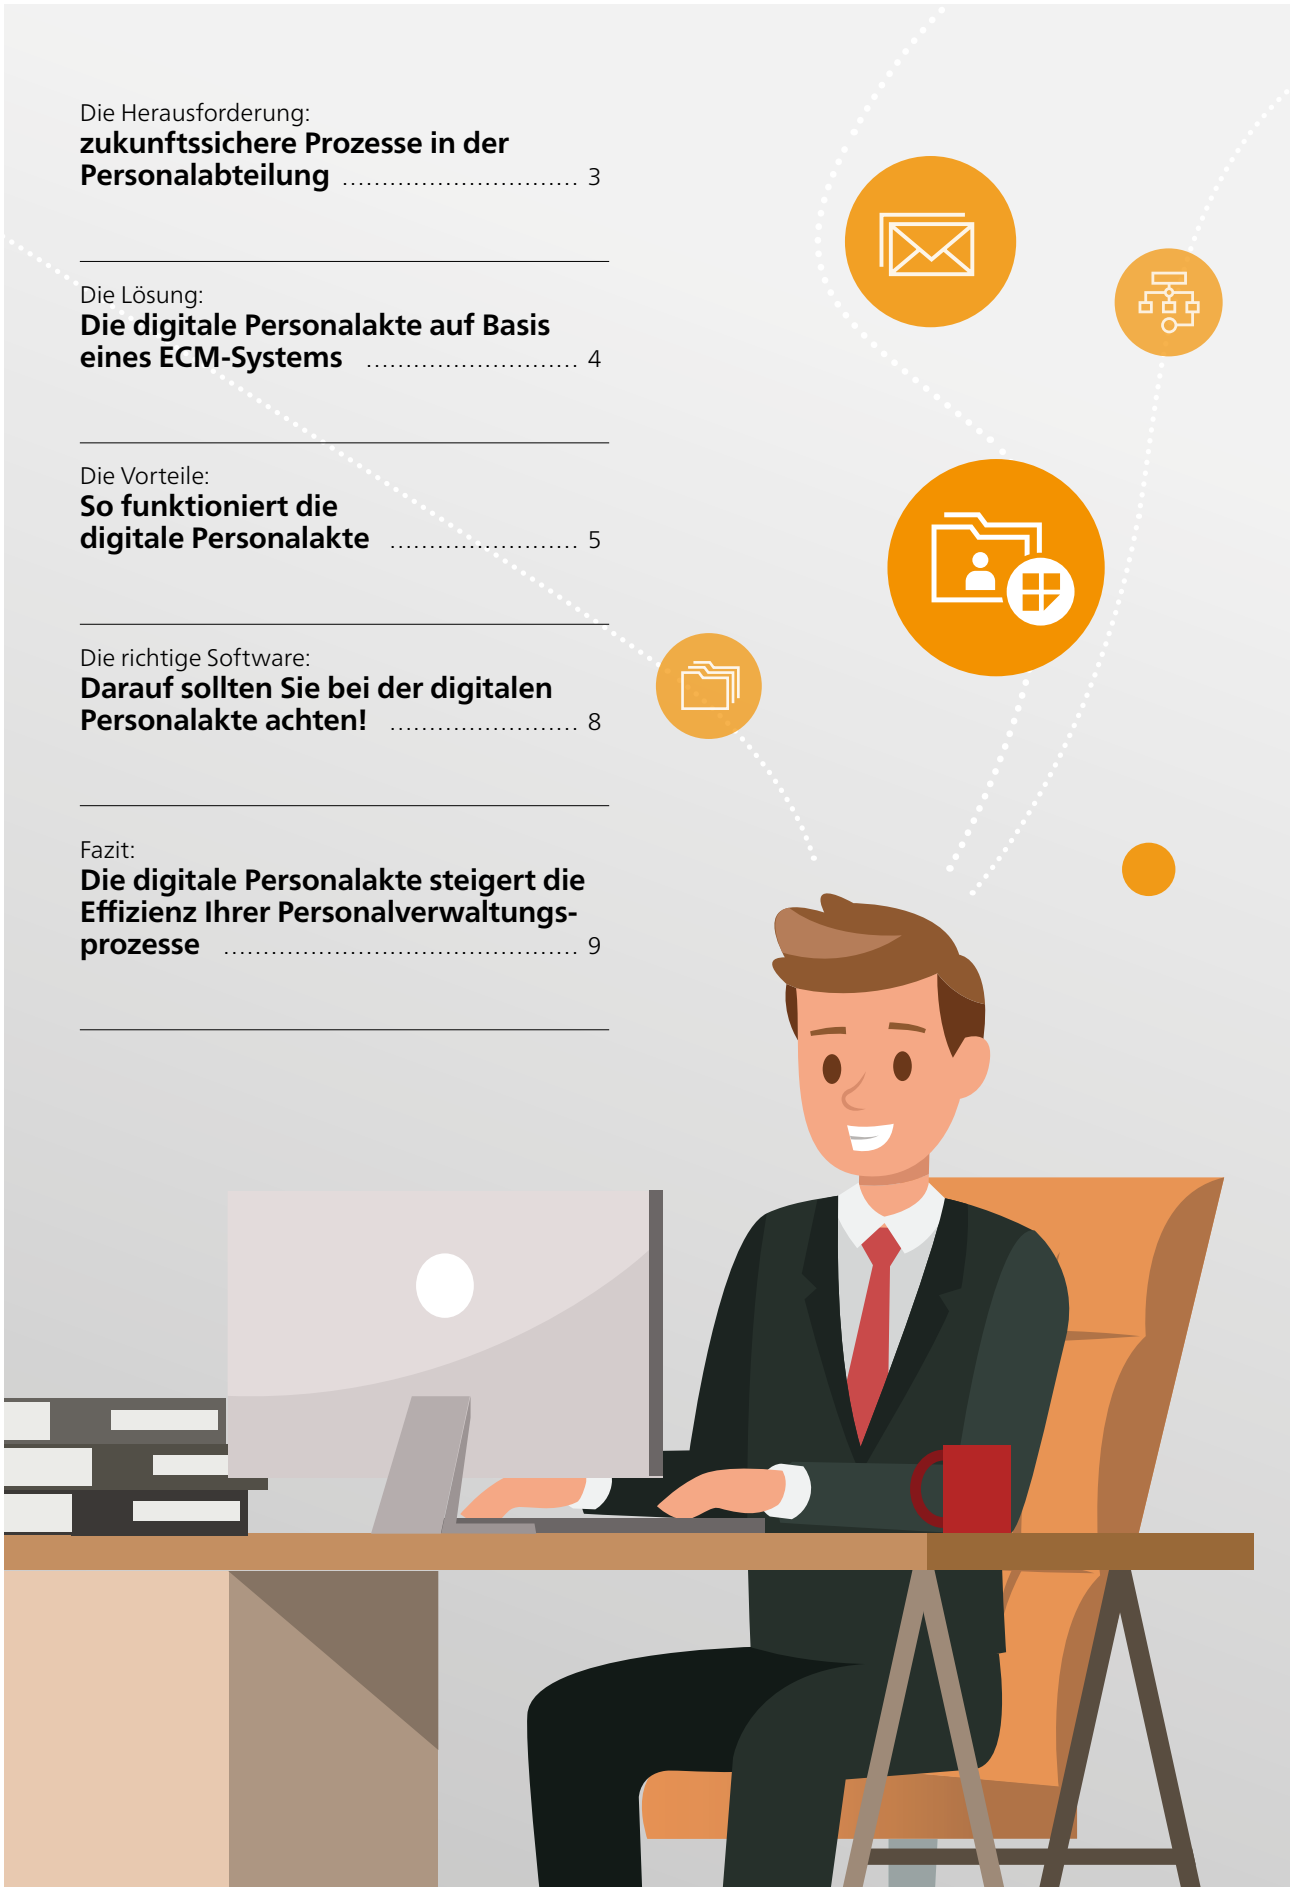 Die Herausforderung:
zukunftssichere Prozesse in der
Personalabteilung .............................. 3
Die Lösung:
Die digitale Personalakte auf Basis
eines ECM-Systems ........................... 4
Die Vorteile:
So funktioniert die
digitale Personalakte ........................ 5
Die richtige Software:
Darauf sollten Sie bei der digitalen
Personalakte achten! ........................ 8
Fazit:
Die digitale Personalakte steigert die
Effizienz Ihrer Personalverwaltungs-
prozesse ............................................. 9